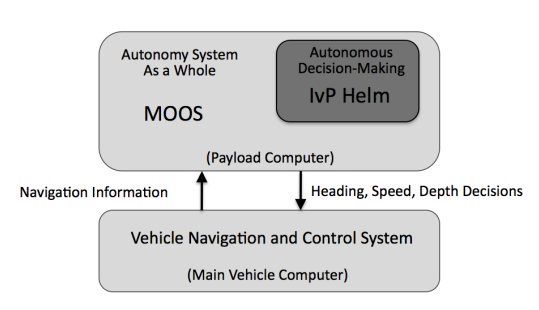 Autonomy System
As a Whole
MOOS
Autonomous
Decision-Making
IvP Helm
(Payload Computer)
Navigation Information
Heading, Speed, Depth Decisions
Vehicle Navigation and Control System
(Main Vehicle Computer)